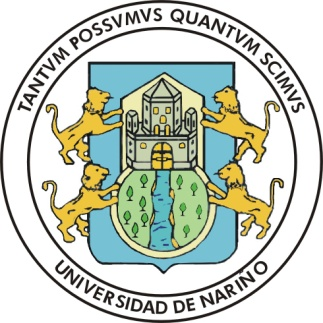 TANTVM POSSVMVS QUANTVM SCIMVS
UNIVERSIDAD DE NARIÑO